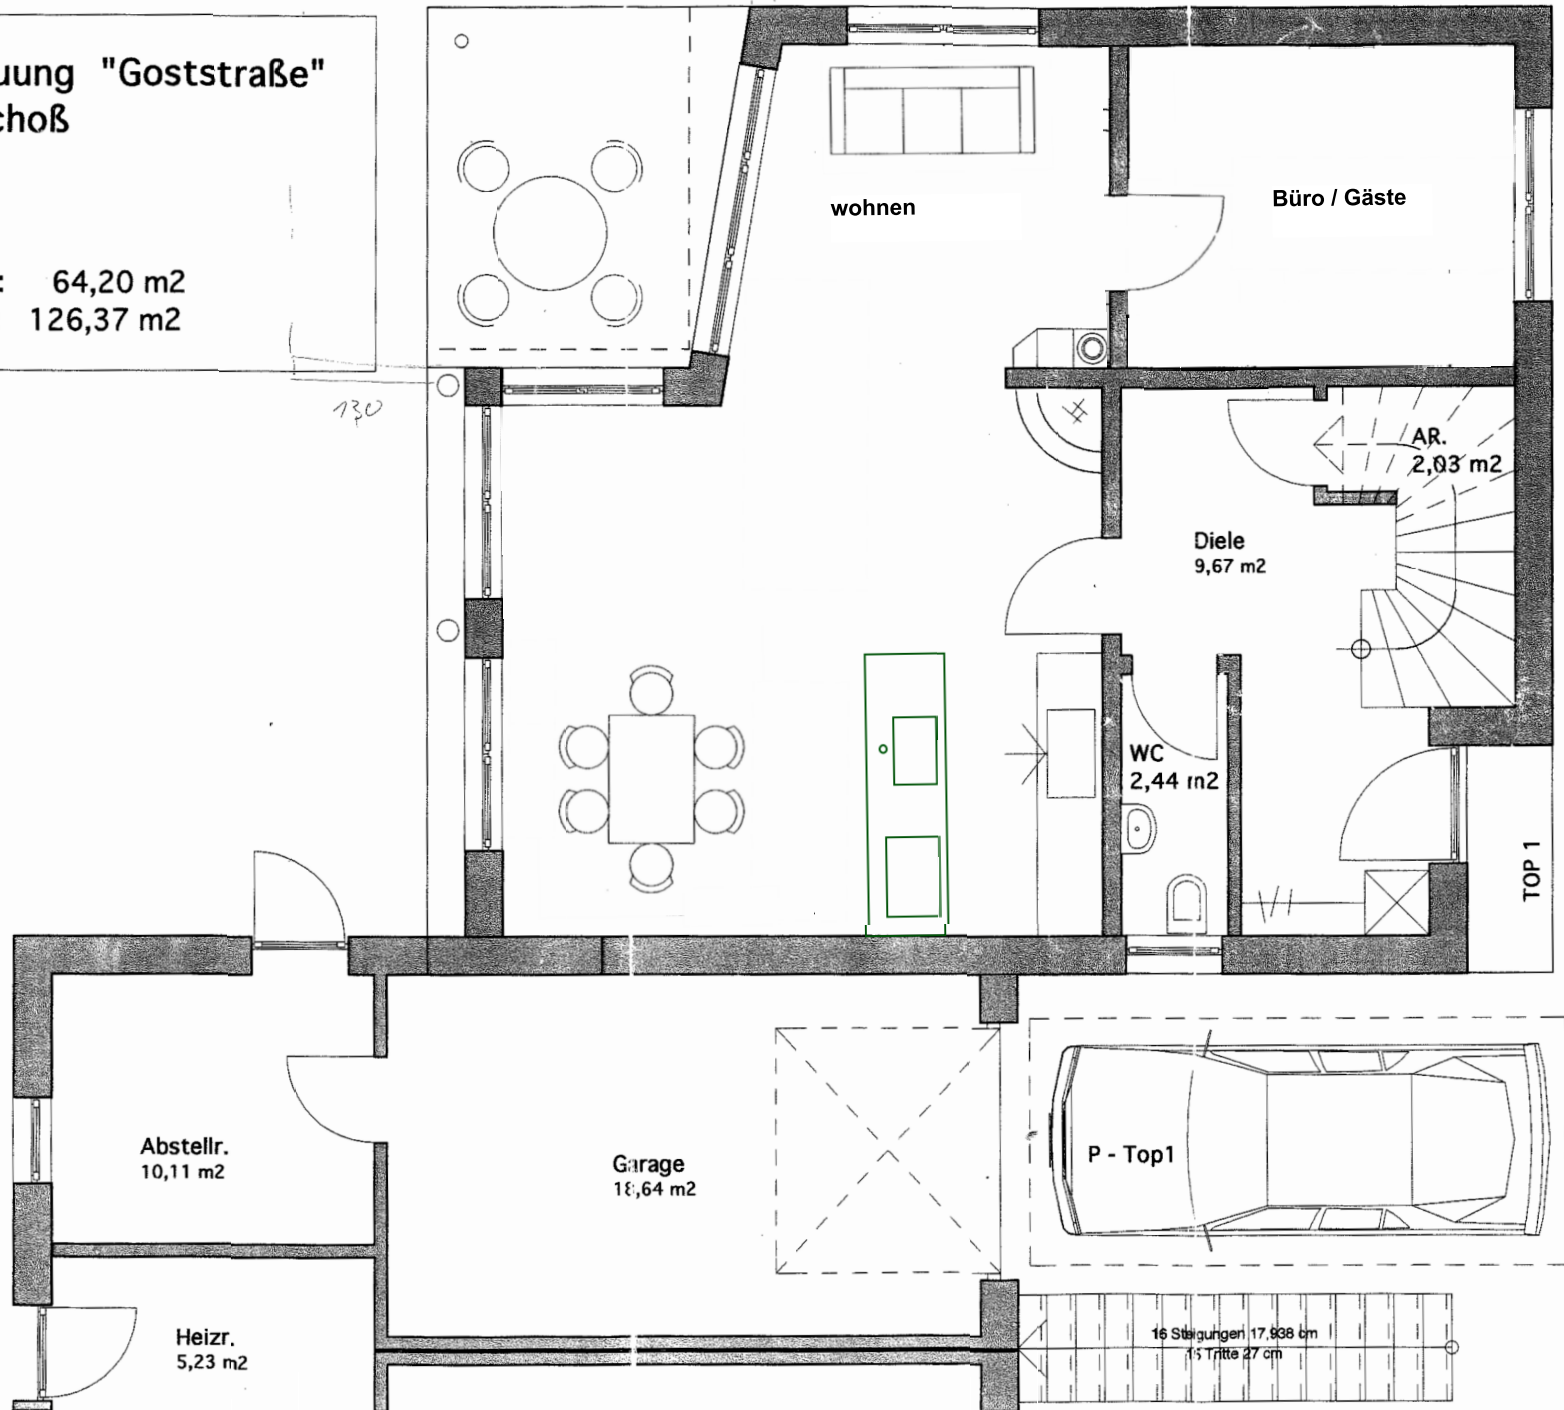 uung "Goststraße"
choß
: 64,20 m2
126,37 m2
130
wohnen
Büro / Gäste
AR.
2,03 m2
Diele
9,67 m2
WC
2,44 m2
TOP 1
Abstellr.
10,11 m2
Garage
18,64 m2
P - Top1
Heizr.
5,23 m2
16 Steigungen 17,938 cm
15 Tritte 27 cm